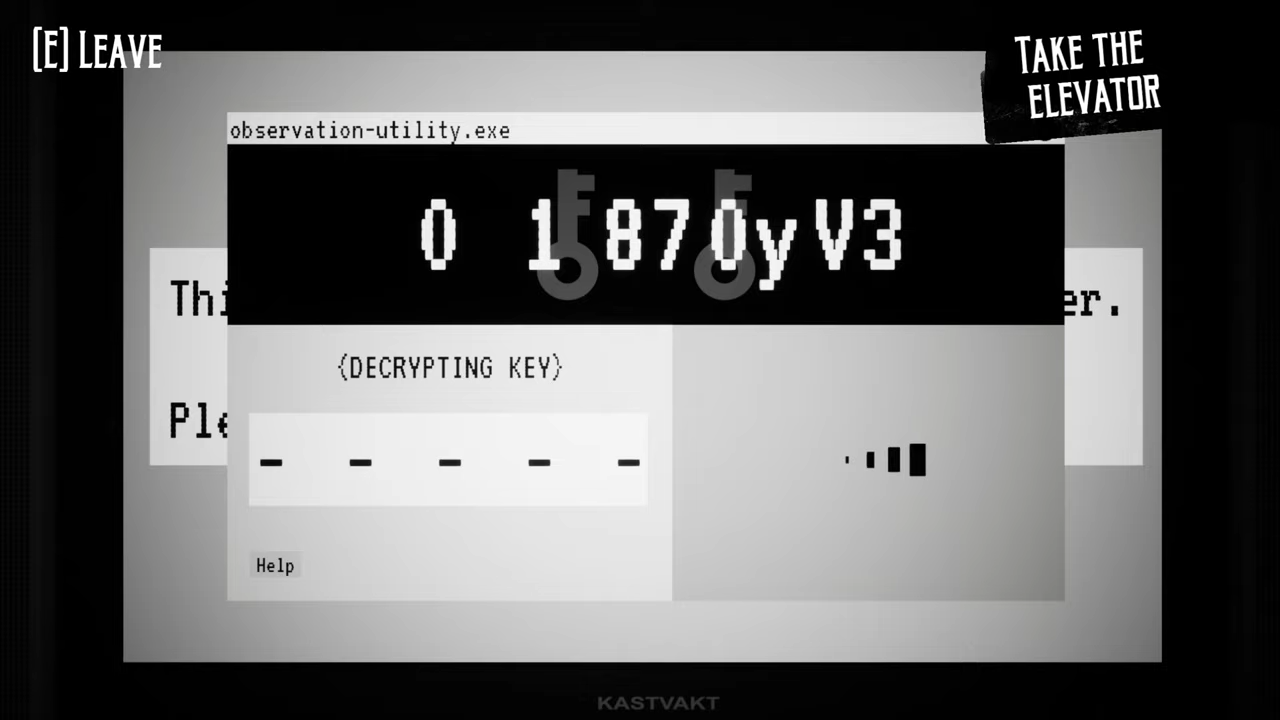 [E] LEAVE
TAKE THE
ELEVATOR
observation-utility.exe
0 1 870yV3
Thi
er.
{DECRYPTING KEY}
Ple
_ _ _ _ _
Help
KASTVAKT